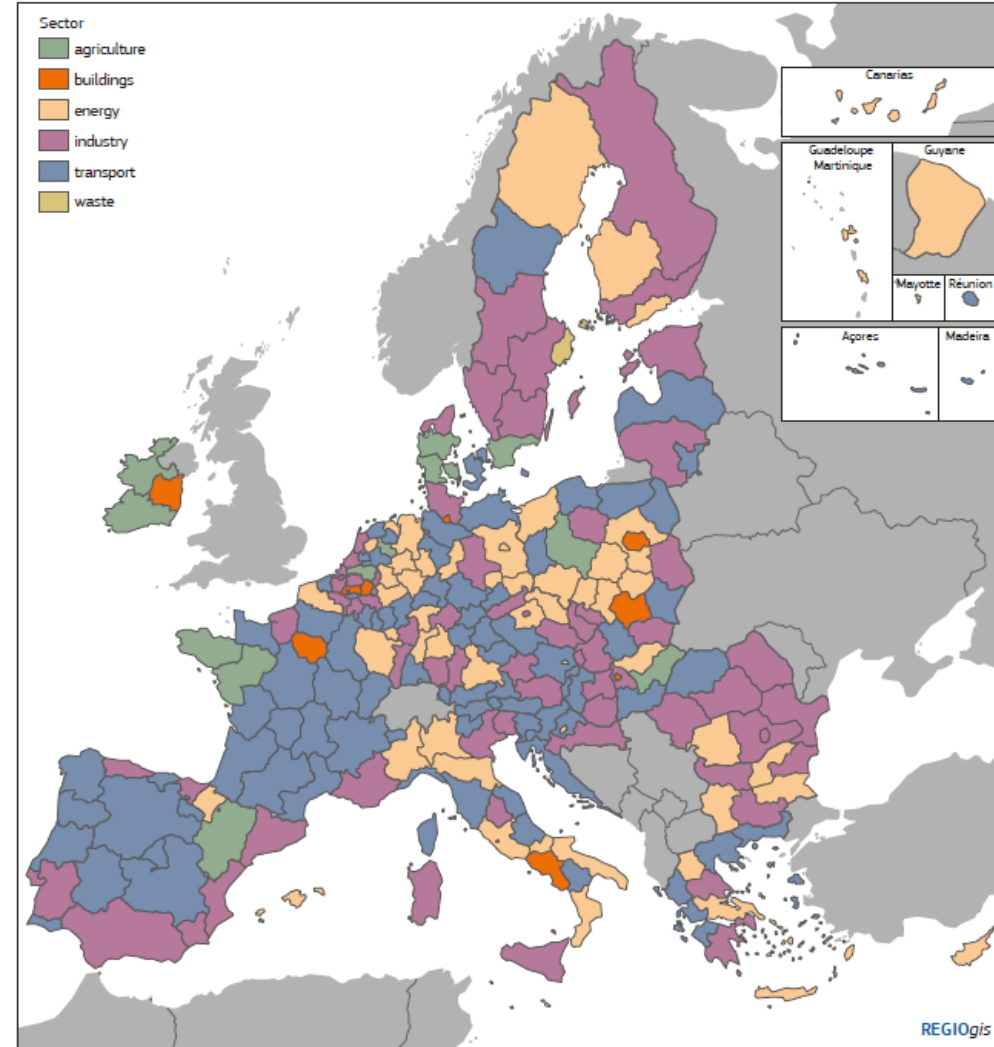 Sector
agriculture
buildings
energy
industry
transport
waste
Canarias
Guadeloupe
Martinique
Guyane
Mayotte
Réunion
Açores
Madeira
REGIOgis